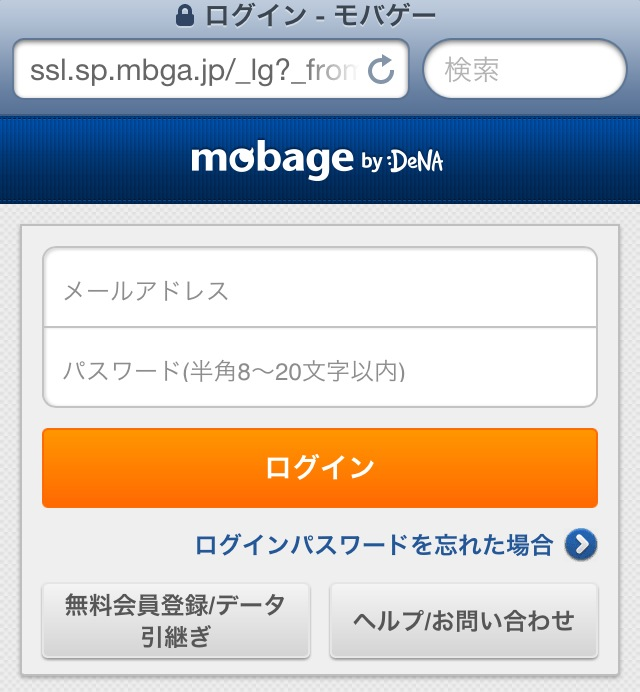 ログイン - モバゲー
ssl.sp.mbga.jp/_lg?_from
検索
mobage by :DeNA
メールアドレス
パスワード(半角8〜20文字以内)
ログイン
ログインパスワードを忘れた場合
無料会員登録/データ
引継ぎ
ヘルプ/お問い合わせ